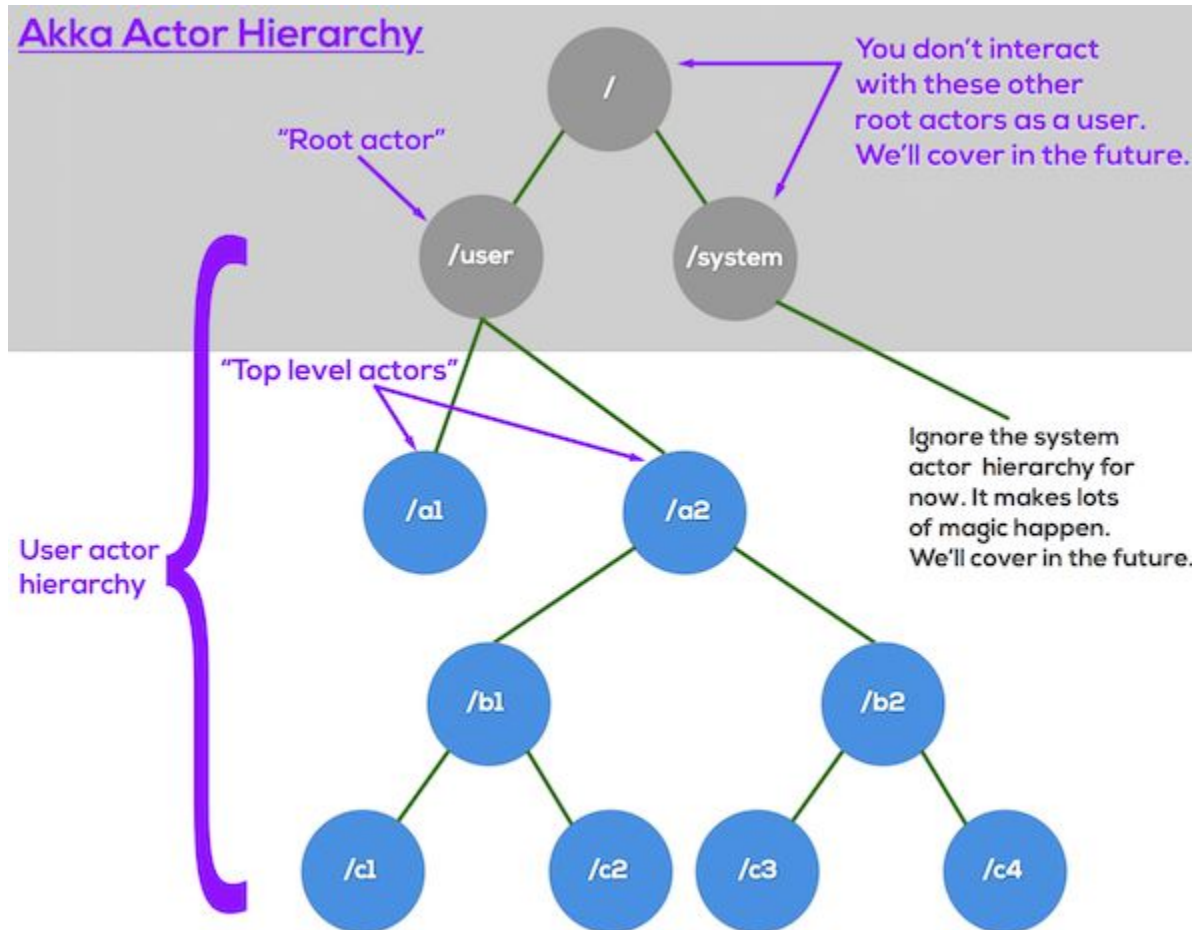 Akka Actor Hierarchy
/
You don't interact
with these other
root actors as a user.
We'll cover in the future.
"Root actor"
/user
/system
"Top level actors"
/a1
/a2
Ignore the system
actor hierarchy for
now. It makes lots
of magic happen.
We'll cover in the future.
User actor
hierarchy
/b1
/b2
/c1
/c2
/c3
/c4